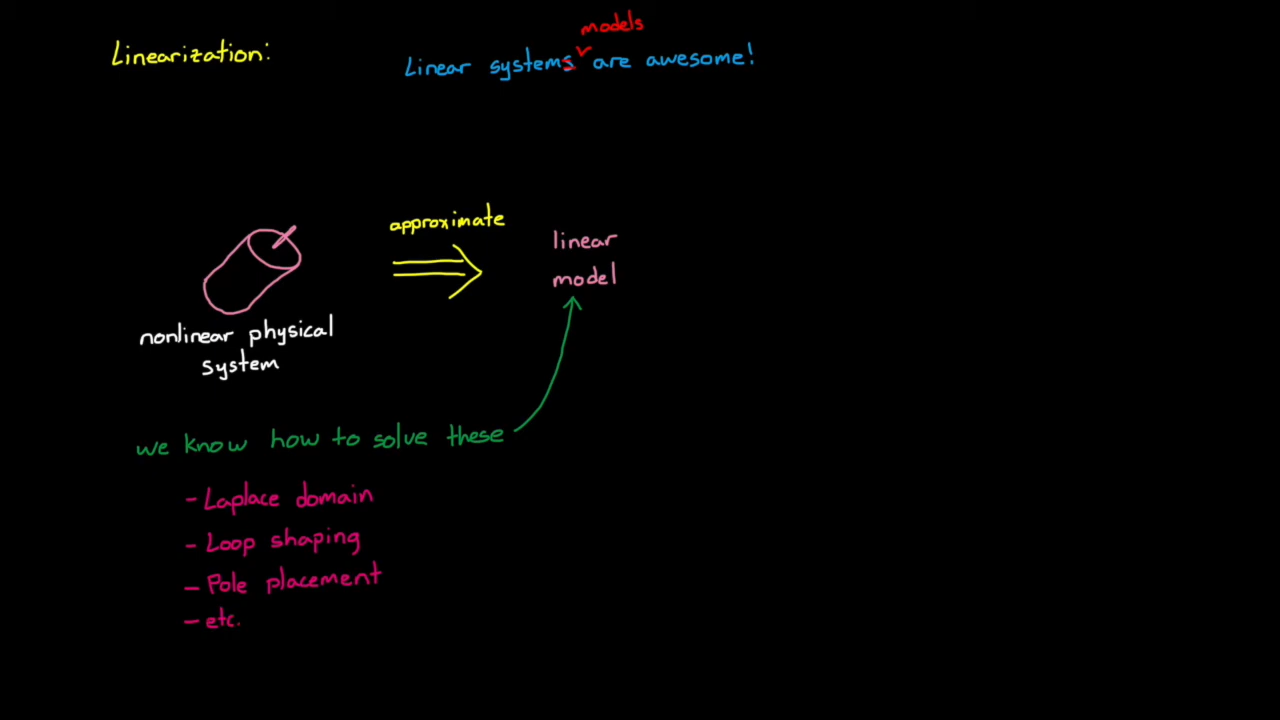 Linearization:
models
Linear systems are awesome!
approximate
linear
model
nonlinear physical
system
we know how to solve these
- Laplace domain
- Loop shaping
- Pole placement
- etc.